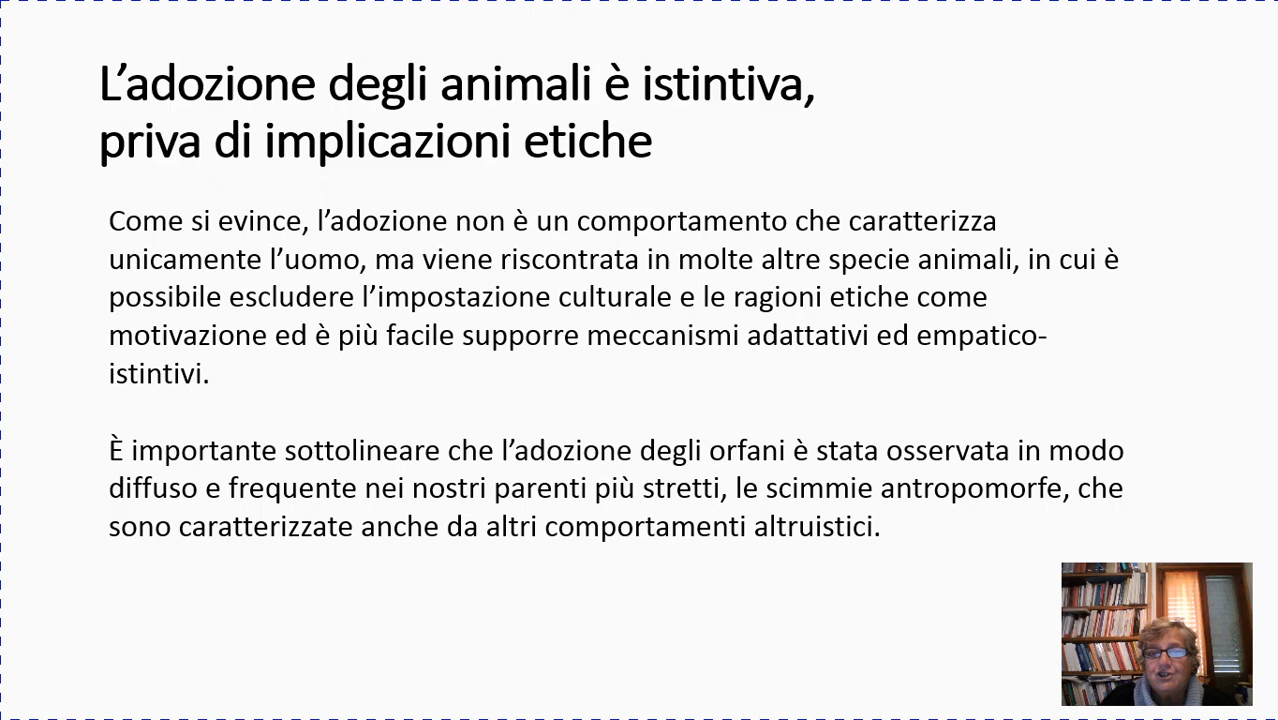 L’adozione degli animali è istintiva,
priva di implicazioni etiche
Come si evince, l’adozione non è un comportamento che caratterizza
unicamente l’uomo, ma viene riscontrata in molte altre specie animali, in cui è
possibile escludere l’impostazione culturale e le ragioni etiche come
motivazione ed è più facile supporre meccanismi adattativi ed empatico-
istintivi.
È importante sottolineare che l’adozione degli orfani è stata osservata in modo
diffuso e frequente nei nostri parenti più stretti, le scimmie antropomorfe, che
sono caratterizzate anche da altri comportamenti altruistici.